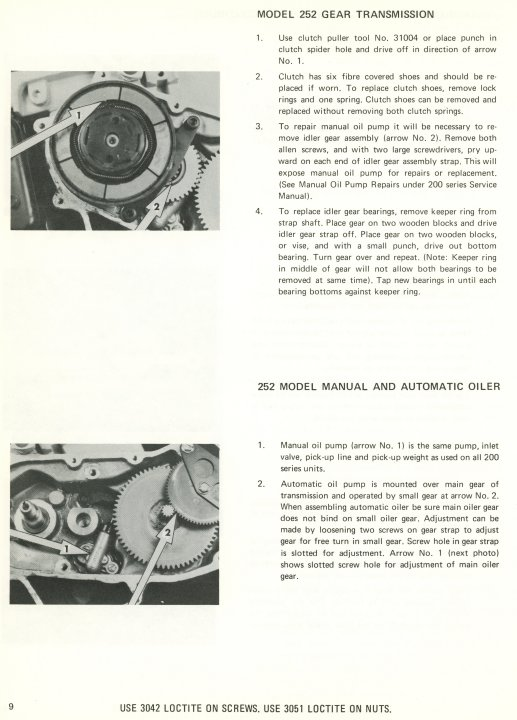 MODEL 252 GEAR TRANSMISSION
1. Use clutch puller tool No. 31004 or place punch in
clutch spider hole and drive off in direction of arrow
No. 1.
2. Clutch has six fibre covered shoes and should be re-
placed if worn. To replace clutch shoes, remove lock
rings and one spring. Clutch shoes can be removed and
replaced without removing both clutch springs.
3. To repair manual oil pump it will be necessary to re-
move idler gear assembly (arrow No. 2). Remove both
allen screws, and with two large screwdrivers, pry up-
ward on each end of idler gear assembly strap. This will
expose manual oil pump for repairs or replacement.
(See Manual Oil Pump Repairs under 200 series Service
Manual).
4. To replace idler gear bearings, remove keeper ring from
strap shaft. Place gear on two wooden blocks and drive
idler gear strap off. Place gear on two wooden blocks,
or vise, and with a small punch, drive out bottom
bearing. Turn gear over and repeat. (Note: Keeper ring
in middle of gear will not allow both bearings to be
removed at same time). Tap new bearings in until each
bearing bottoms against keeper ring.
1
2
252 MODEL MANUAL AND AUTOMATIC OILER
1. Manual oil pump (arrow No. 1) is the same pump, inlet
valve, pick-up line and pick-up weight as used on all 200
series units.
2. Automatic oil pump is mounted over main gear of
transmission and operated by small gear at arrow No. 2.
When assembling automatic oiler be sure main oiler gear
does not bind on small oiler gear. Adjustment can be
made by loosening two screws on gear strap to adjust
gear for free turn in small gear. Screw hole in gear strap
is slotted for adjustment. Arrow No. 1 (next photo)
shows slotted screw hole for adjustment of main oiler
gear.
1
2
9
USE 3042 LOCTITE ON SCREWS. USE 3051 LOCTITE ON NUTS.